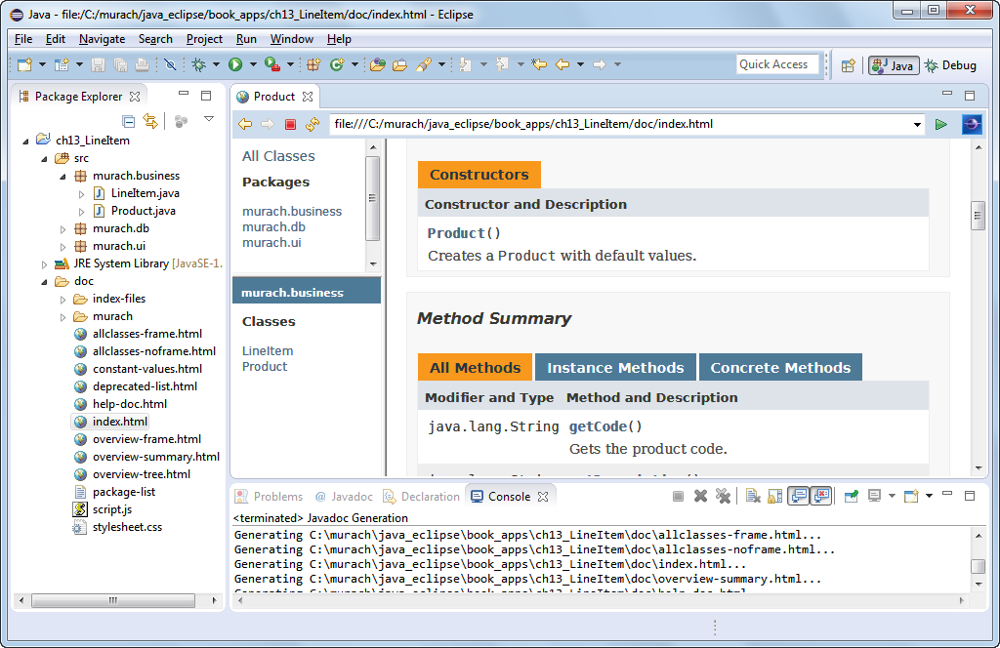 Java - file:/C:/murach/java_eclipse/book_apps/ch13_LineItem/doc/index.html - Eclipse
File Edit Navigate Search Project Run Window Help
Quick Access Java Debug
Package Explorer
ch13_LineItem
src
murach.business
LineItem.java
Product.java
murach.db
murach.ui
JRE System Library [JavaSE-1.
doc
index-files
murach
allclasses-frame.html
allclasses-noframe.html
constant-values.html
deprecated-list.html
help-doc.html
index.html
overview-frame.html
overview-summary.html
overview-tree.html
package-list
script.js
stylesheet.css
Product
file:///C:/murach/java_eclipse/book_apps/ch13_LineItem/doc/index.html
All Classes
Packages
murach.business
murach.db
murach.ui
murach.business
Classes
LineItem
Product
Constructors
Constructor and Description
Product()
Creates a Product with default values.
Method Summary
All Methods Instance Methods Concrete Methods
Modifier and Type Method and Description
java.lang.String getCode()
Gets the product code.
Problems @ Javadoc Declaration Console
<terminated> Javadoc Generation
Generating C:\murach\java_eclipse\book_apps\ch13_LineItem\doc\allclasses-frame.html...
Generating C:\murach\java_eclipse\book_apps\ch13_LineItem\doc\allclasses-noframe.html...
Generating C:\murach\java_eclipse\book_apps\ch13_LineItem\doc\index.html...
Generating C:\murach\java_eclipse\book_apps\ch13_LineItem\doc\overview-summary.html...
Generating C:\murach\java_eclipse\book_apps\ch13_LineItem\doc\help-doc.html